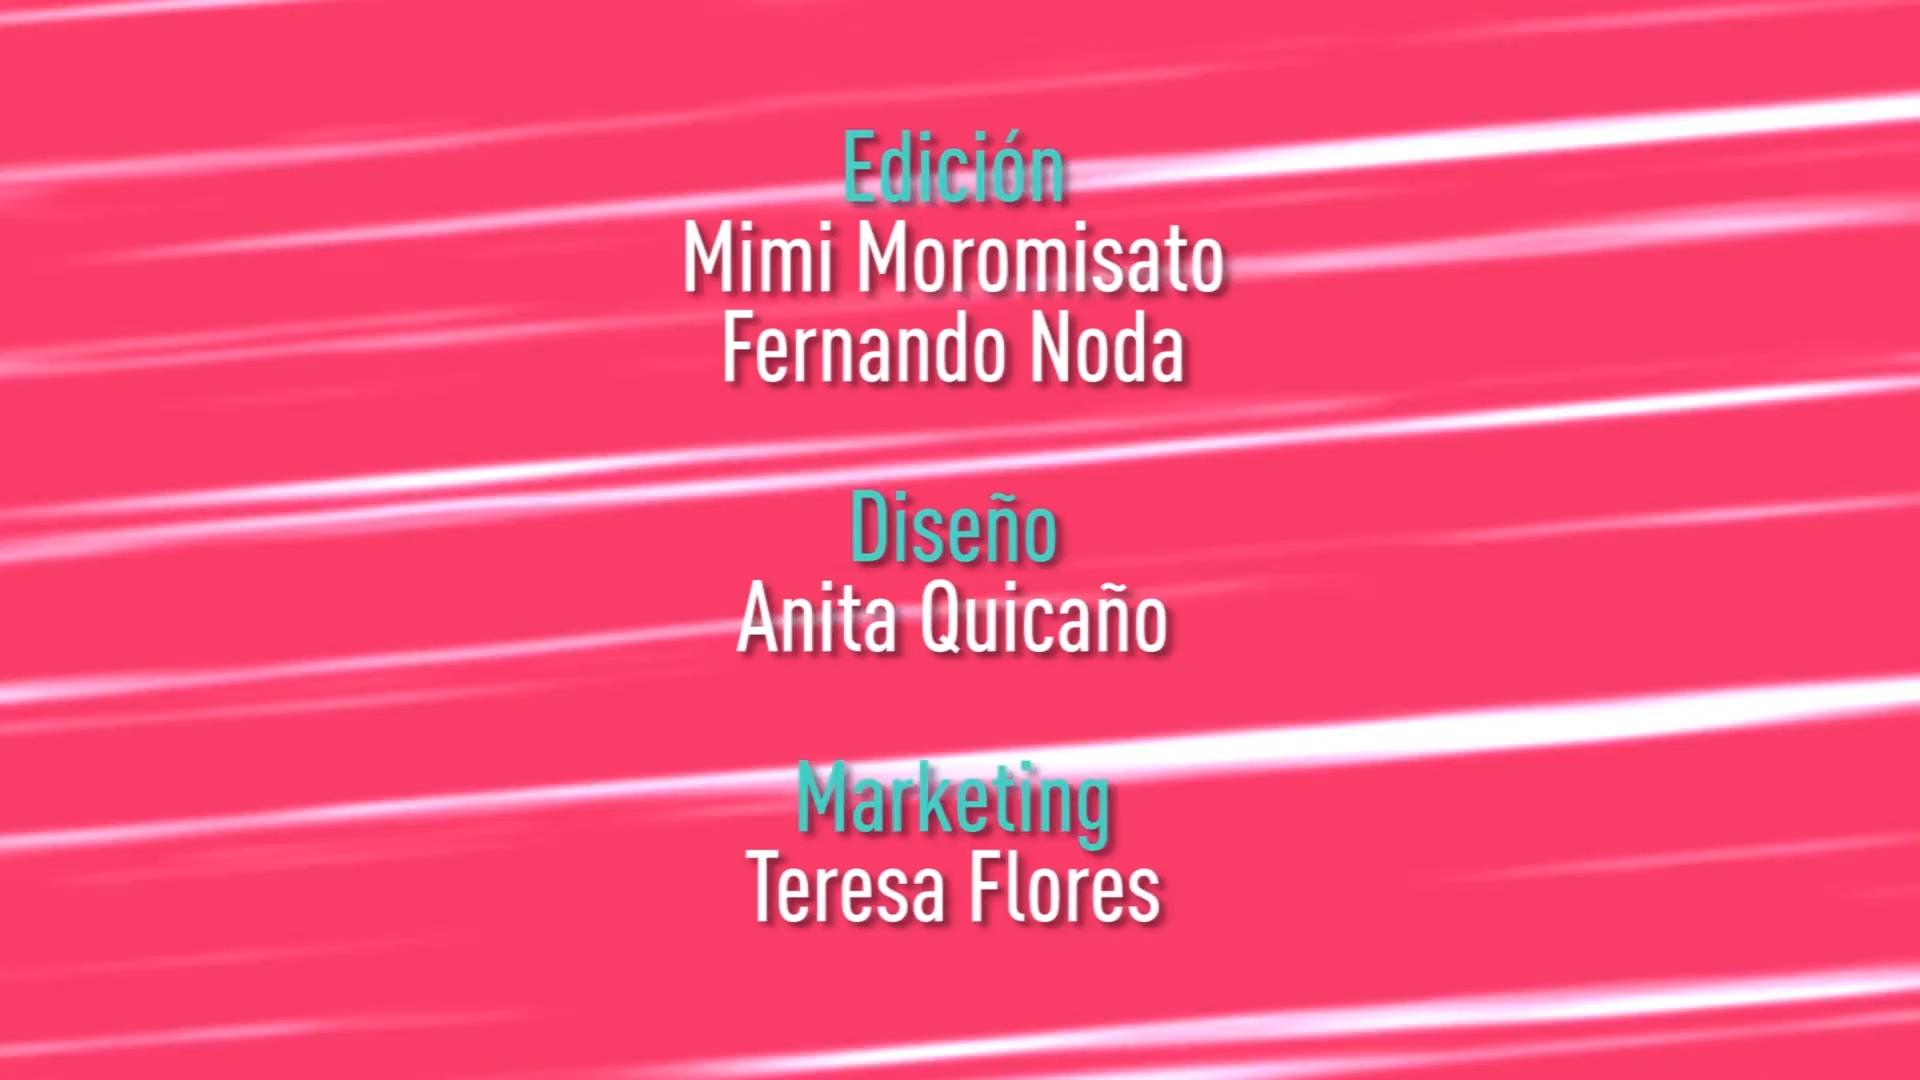 Edición
Mimi Moromisato
Fernando Noda
Diseño
Anita Quicaño
Marketing
Teresa Flores